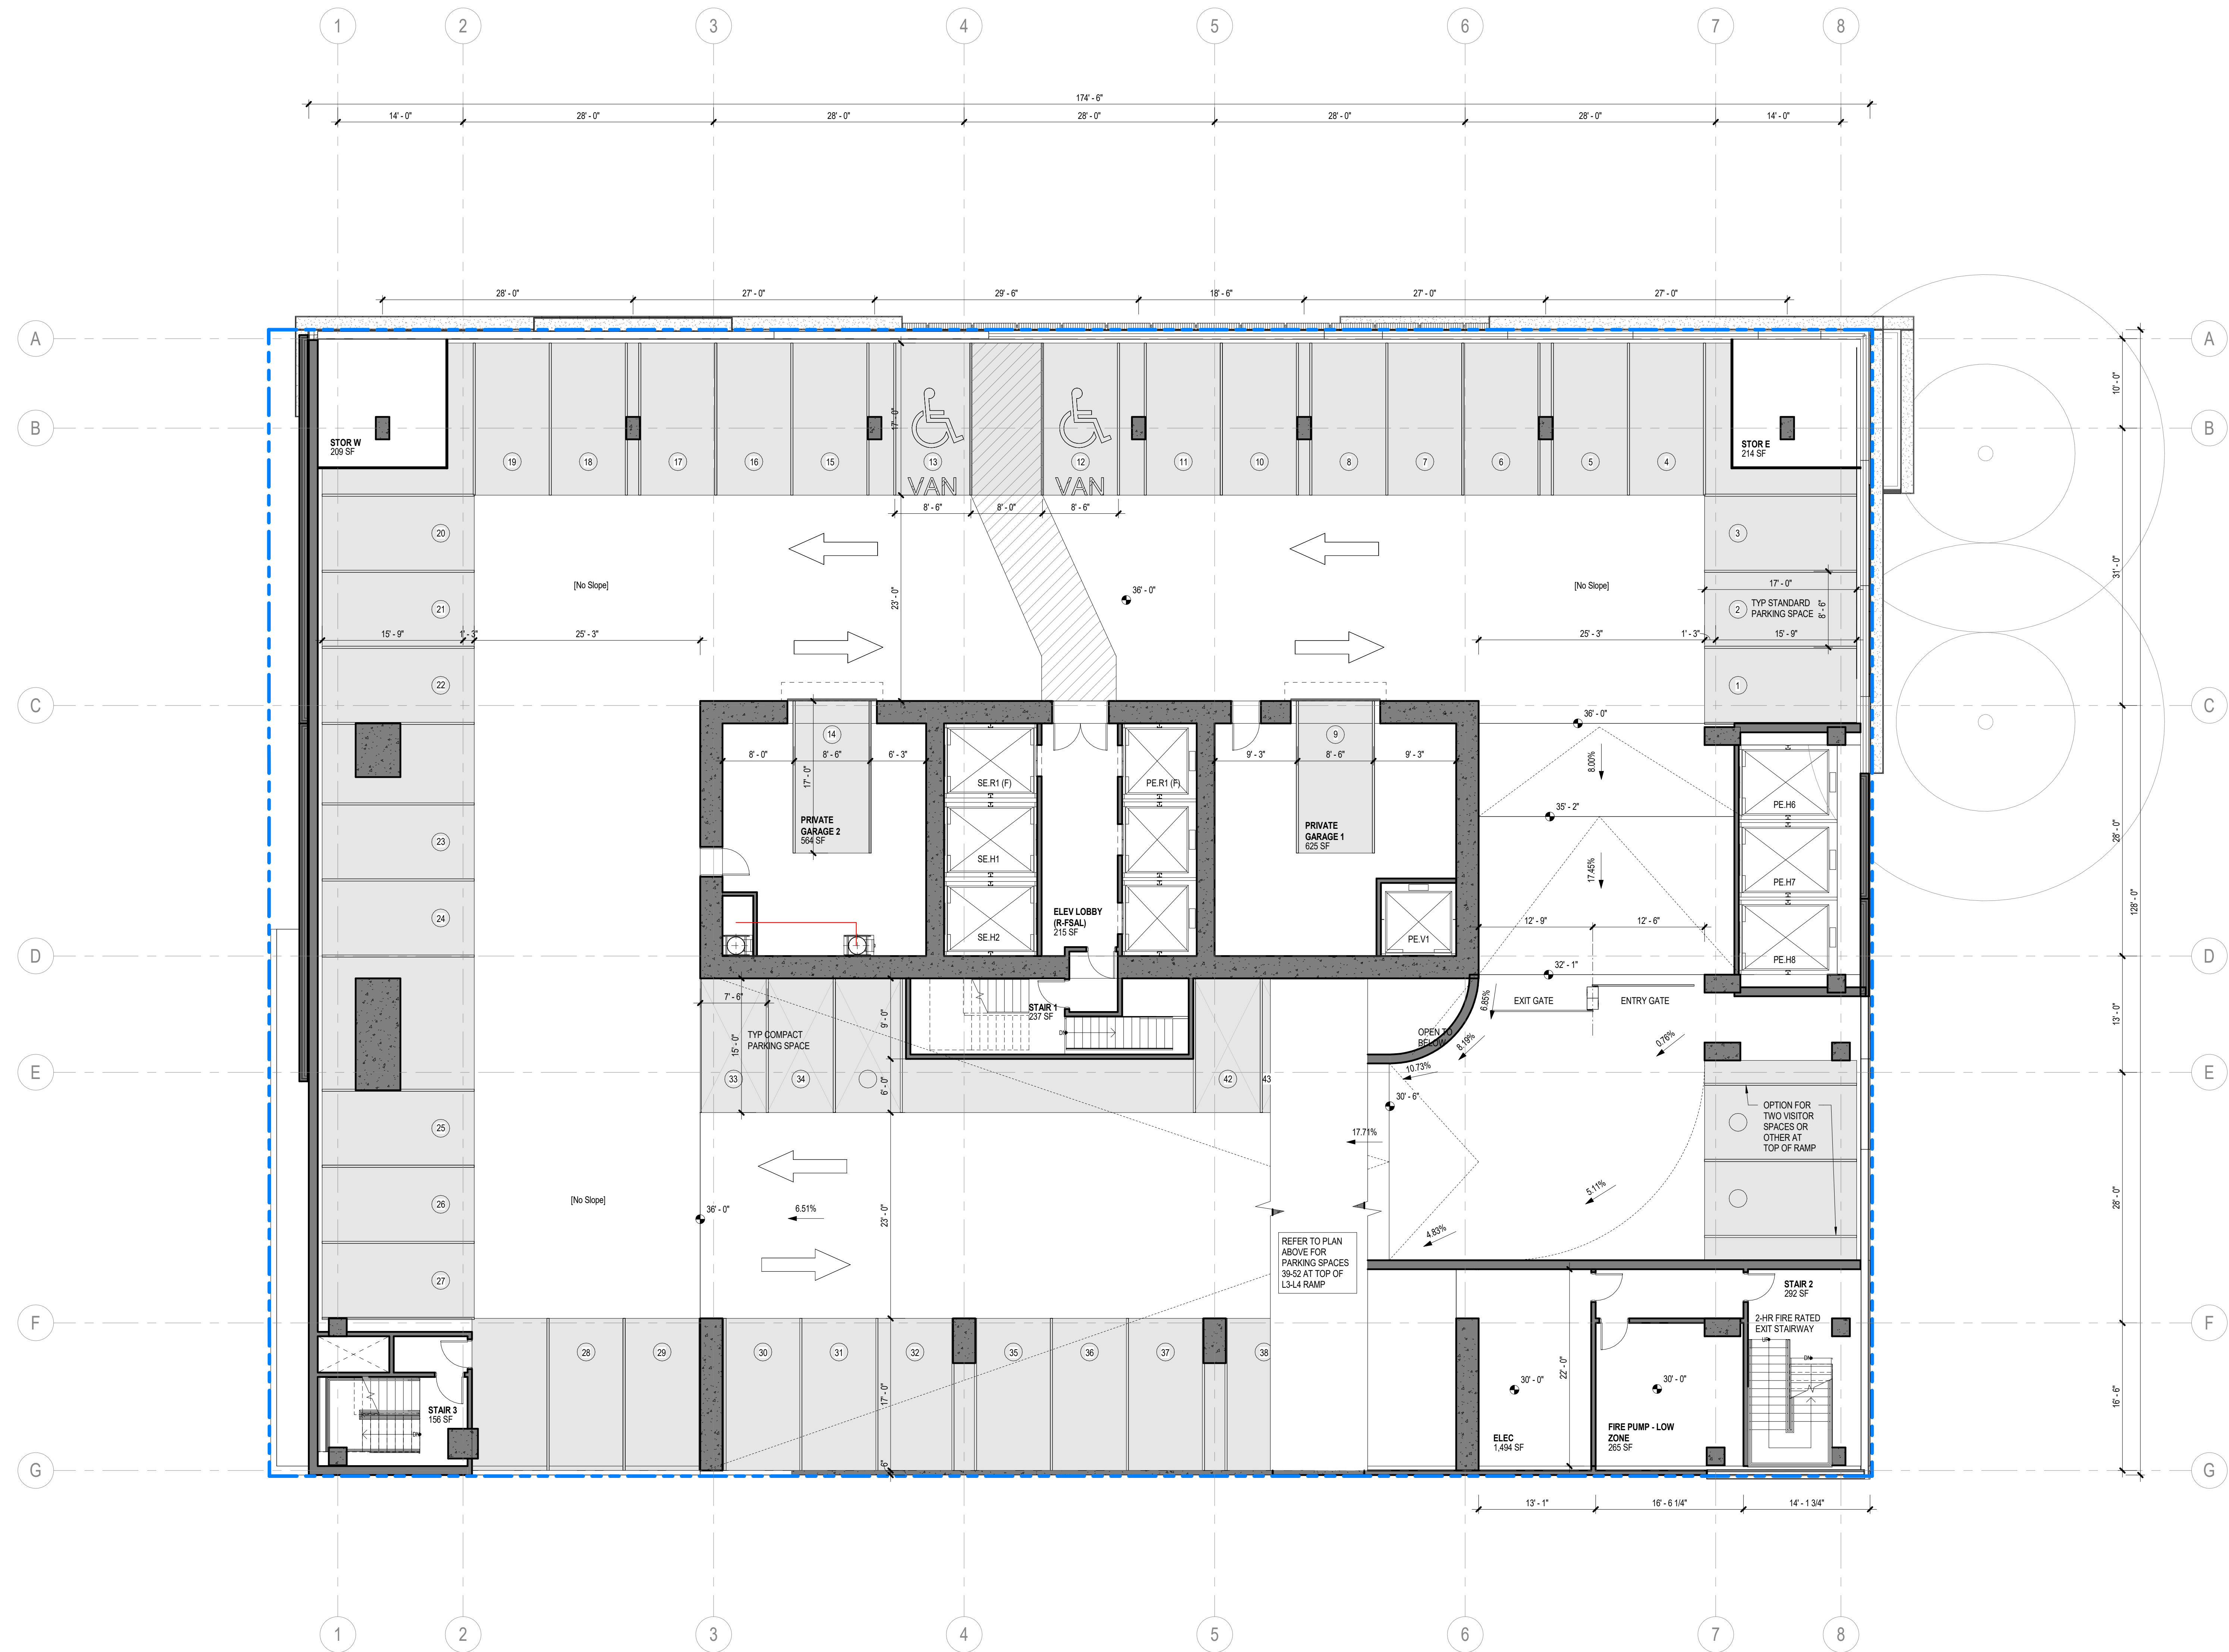 1 2 3 4 5 6 7 8
174' - 6"
14' - 0" 28' - 0" 28' - 0" 28' - 0" 28' - 0" 28' - 0" 14' - 0"
28' - 0" 27' - 0" 29' - 6" 18' - 6" 27' - 0" 27' - 0"
A A
10' - 0"
B B
17' - 0"
STOR W
209 SF
STOR E
214 SF
19 18 17 16 15 13 12 11 10 8 7 6 5 4
VAN VAN
8' - 6" 8' - 0" 8' - 6"
20 3
31' - 0"
[No Slope] [No Slope]
36' - 0"
23' - 0"
17' - 0"
21 2
TYP STANDARD
PARKING SPACE
8' - 6"
15' - 9" 1' - 3" 25' - 3" 25' - 3" 1' - 3" 15' - 9"
22 1
C C
36' - 0"
14 9
8' - 0" 8' - 6" 6' - 3" 9' - 3" 8' - 6" 9' - 3"
17' - 0"
8.00%
SE.R1 (F) PE.R1 (F)
PE.H6
35' - 2"
PRIVATE
GARAGE 2
564 SF
PRIVATE
GARAGE 1
625 SF
23
28' - 0"
SE.H1
17.45%
PE.H7
128' - 0"
24
ELEV LOBBY
(R-FSAL)
215 SF
12' - 9" 12' - 6"
SE.H2
PE.V1
PE.H8
D D
32' - 1"
7' - 6"
EXIT GATE ENTRY GATE
6.85%
STAIR 1
237 SF
DN
9' - 0"
13' - 0"
TYP COMPACT
PARKING SPACE
15' - 0"
OPEN TO
BELOW
8.19%
0.76%
10.73%
E E
33 34 42 43
6' - 0"
30' - 6"
OPTION FOR
TWO VISITOR
SPACES OR
OTHER AT
TOP OF RAMP
25
17.71%
[No Slope]
26
5.11%
28' - 0"
36' - 0"
6.51%
23' - 0"
4.83%
REFER TO PLAN
ABOVE FOR
PARKING SPACES
39-52 AT TOP OF
L3-L4 RAMP
27
STAIR 2
292 SF
2-HR FIRE RATED
EXIT STAIRWAY
F F
UP
28 29 30 31 32 35 36 37 38
DN
22' - 0"
17' - 0"
30' - 0" 30' - 0"
16' - 6"
STAIR 3
156 SF
DN
ELEC
1,494 SF
FIRE PUMP - LOW
ZONE
265 SF
6"
G G
13' - 1" 16' - 6 1/4" 14' - 1 3/4"
1 2 3 4 5 6 7 8